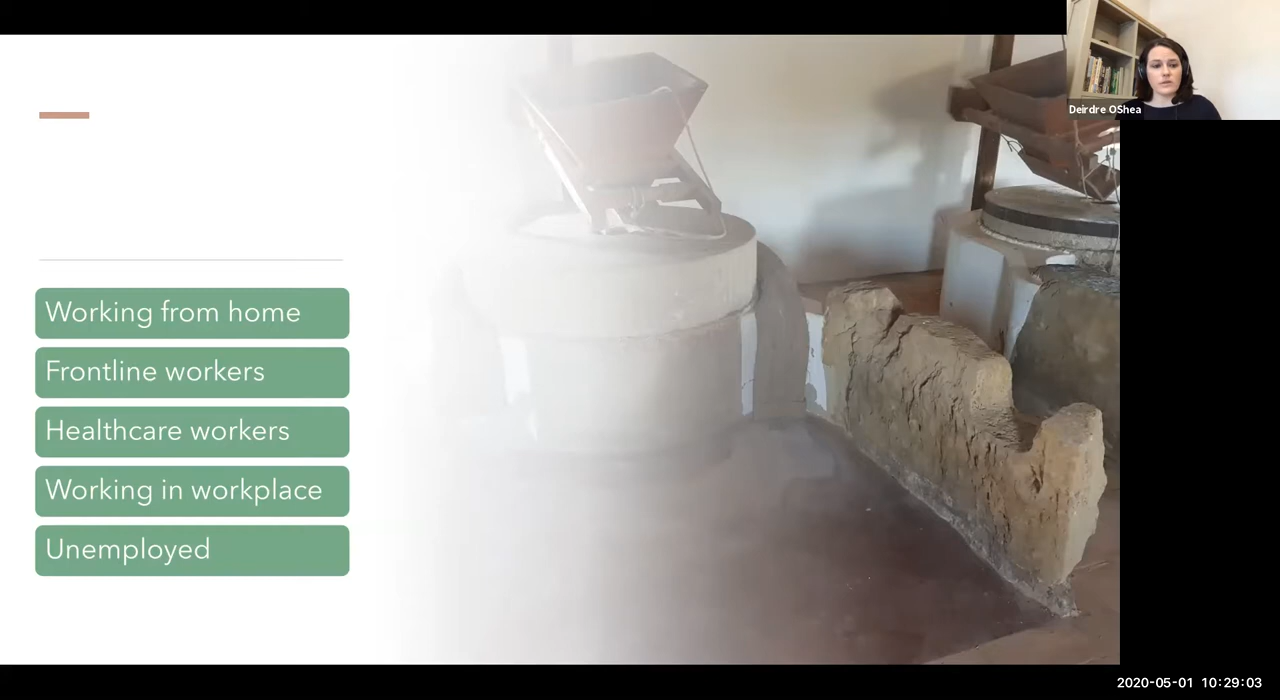 Deirdre OShea
Working from home
Frontline workers
Healthcare workers
Working in workplace
Unemployed
2020-05-01 10:29:03